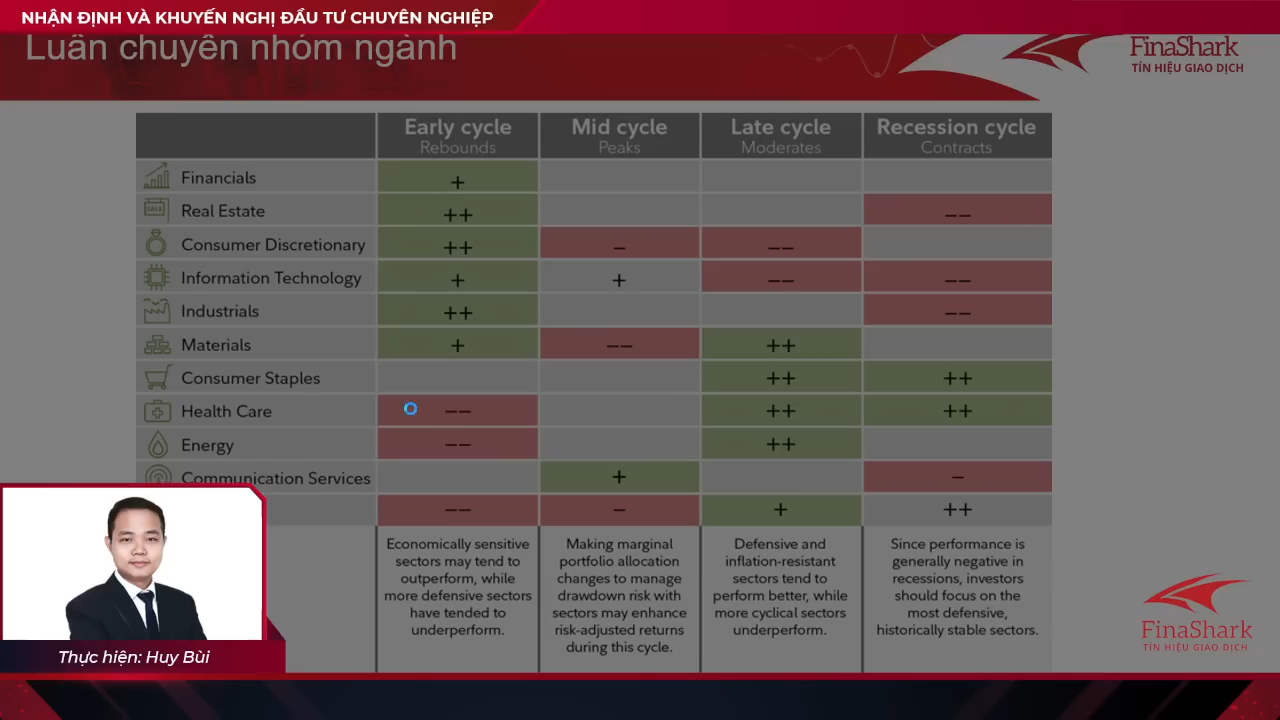 NHẬN ĐỊNH VÀ KHUYẾN NGHỊ ĐẦU TƯ CHUYÊN NGHIỆP
Luân chuyển nhóm ngành
FinaShark
TÍN HIỆU GIAO DỊCH
Early cycle Mid cycle Late cycle Recession cycle
Rebounds Peaks Moderates Contracts
Financials +
SALE
Real Estate ++ --
Consumer Discretionary ++ - --
Information Technology + + -- --
Industrials ++ --
Materials + -- ++
Consumer Staples ++ ++
Health Care -- ++ ++
Energy -- ++
Communication Services + -
-- - + ++
Economically sensitive
sectors may tend to
outperform, while
more defensive sectors
have tended to
underperform.
Making marginal
portfolio allocation
changes to manage
drawdown risk with
sectors may enhance
risk-adjusted returns
during this cycle.
Defensive and
inflation-resistant
sectors tend to
perform better, while
more cyclical sectors
underperform.
Since performance is
generally negative in
recessions, investors
should focus on the
most defensive,
historically stable sectors.
FinaShark
TÍN HIỆU GIAO DỊCH
Thực hiện: Huy Bùi